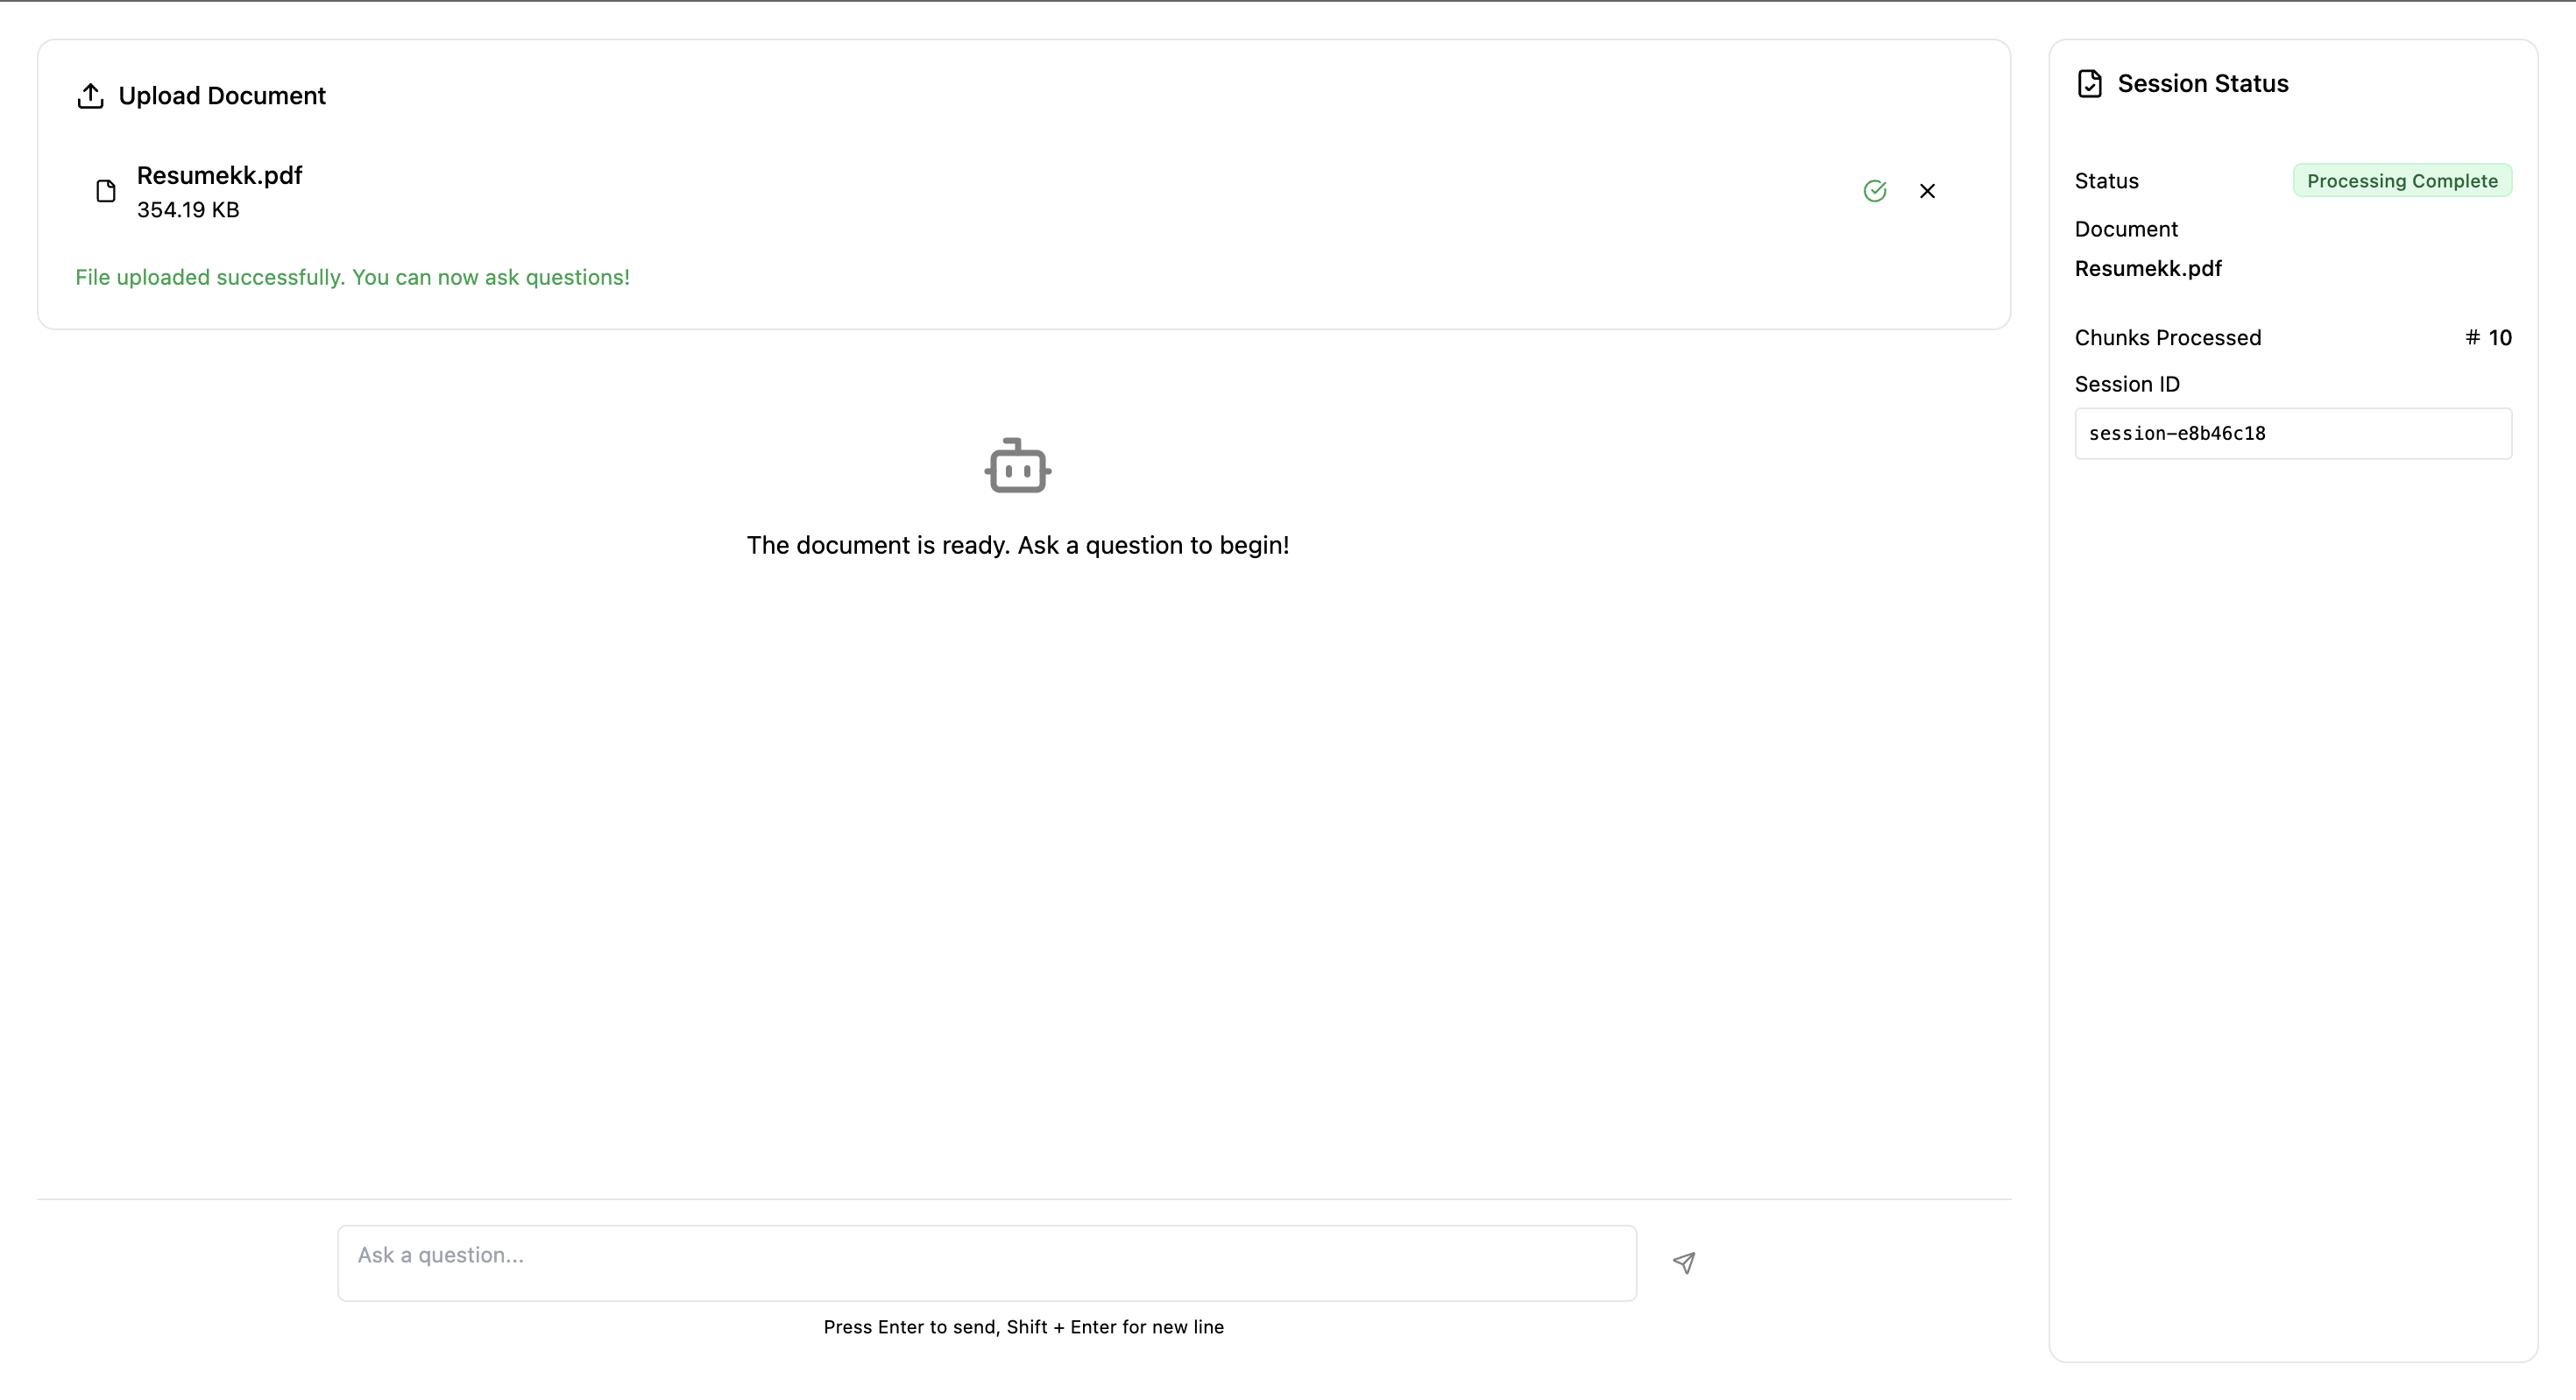 Upload Document
Resumekk.pdf
354.19 KB
File uploaded successfully. You can now ask questions!
The document is ready. Ask a question to begin!
Ask a question...
Press Enter to send, Shift + Enter for new line
Session Status
Status Processing Complete
Document
Resumekk.pdf
Chunks Processed # 10
Session ID
session-e8b46c18